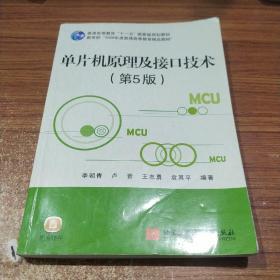 普通高等教育“十一五”国家级规划教材
单片机原理及接口技术
（第5版）
MCU
MCU
李朝青 卢晋 王志勇 袁其平 编著